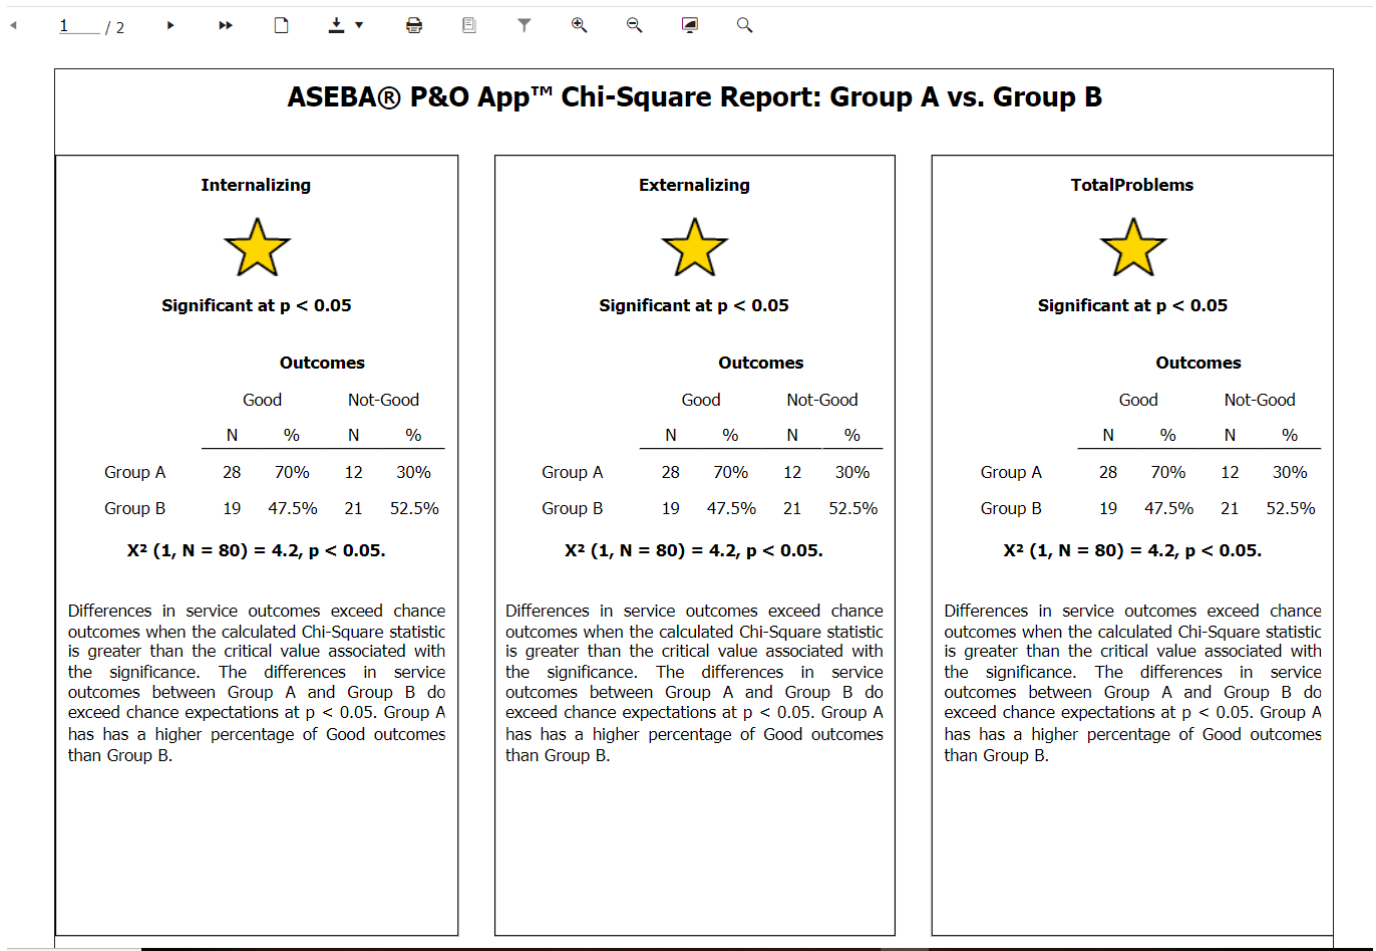 1 / 2
ASEBA® P&O App™ Chi-Square Report: Group A vs. Group B
Internalizing
Significant at p < 0.05
Outcomes
Good Not-Good
N % N %
Group A 28 70% 12 30%
Group B 19 47.5% 21 52.5%
X² (1, N = 80) = 4.2, p < 0.05.
Differences in service outcomes exceed chance
outcomes when the calculated Chi-Square statistic
is greater than the critical value associated with
the significance. The differences in service
outcomes between Group A and Group B do
exceed chance expectations at p < 0.05. Group A
has has a higher percentage of Good outcomes
than Group B.
Externalizing
Significant at p < 0.05
Outcomes
Good Not-Good
N % N %
Group A 28 70% 12 30%
Group B 19 47.5% 21 52.5%
X² (1, N = 80) = 4.2, p < 0.05.
Differences in service outcomes exceed chance
outcomes when the calculated Chi-Square statistic
is greater than the critical value associated with
the significance. The differences in service
outcomes between Group A and Group B do
exceed chance expectations at p < 0.05. Group A
has has a higher percentage of Good outcomes
than Group B.
TotalProblems
Significant at p < 0.05
Outcomes
Good Not-Good
N % N %
Group A 28 70% 12 30%
Group B 19 47.5% 21 52.5%
X² (1, N = 80) = 4.2, p < 0.05.
Differences in service outcomes exceed chance
outcomes when the calculated Chi-Square statistic
is greater than the critical value associated with
the significance. The differences in service
outcomes between Group A and Group B do
exceed chance expectations at p < 0.05. Group A
has has a higher percentage of Good outcomes
than Group B.